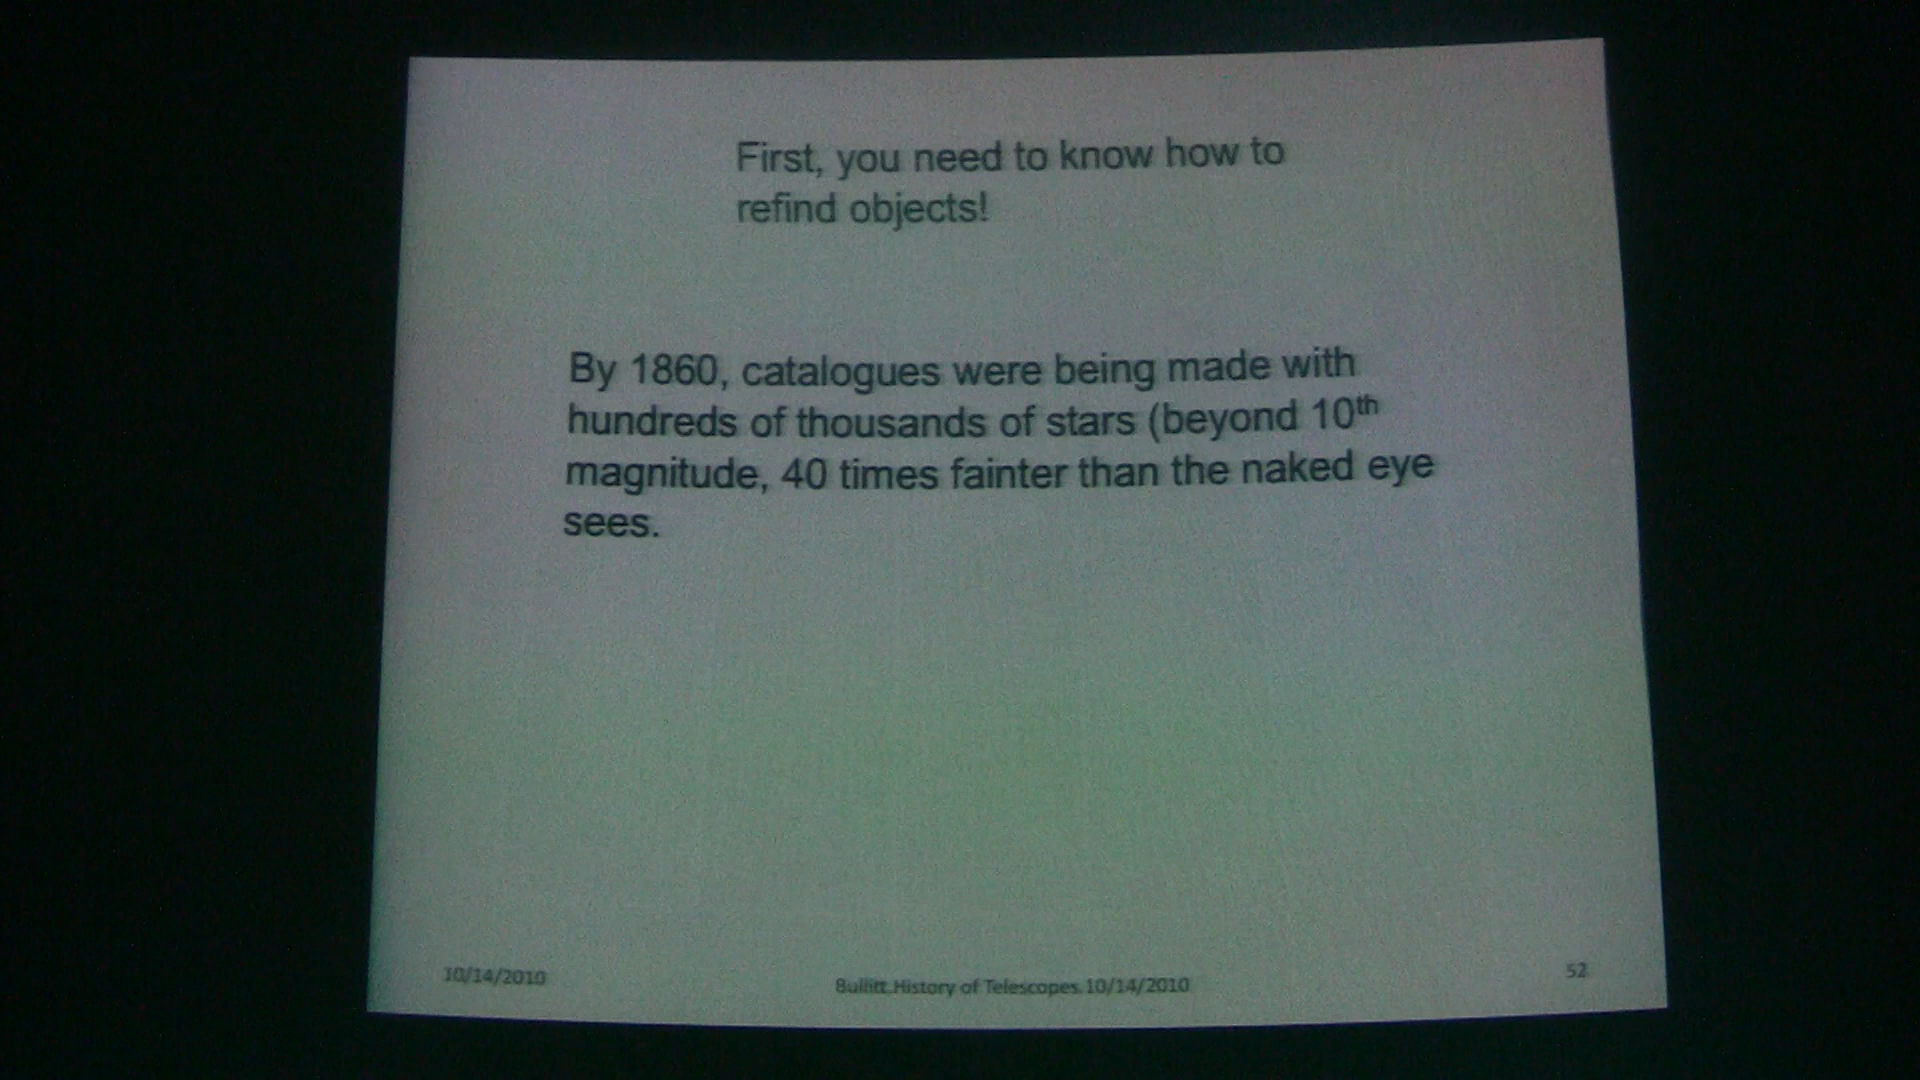 First, you need to know how to
refind objects!
By 1860, catalogues were being made with
hundreds of thousands of stars (beyond 10th
magnitude, 40 times fainter than the naked eye
sees.
10/14/2010
Bullitt.History of Telescopes.10/14/2010
52